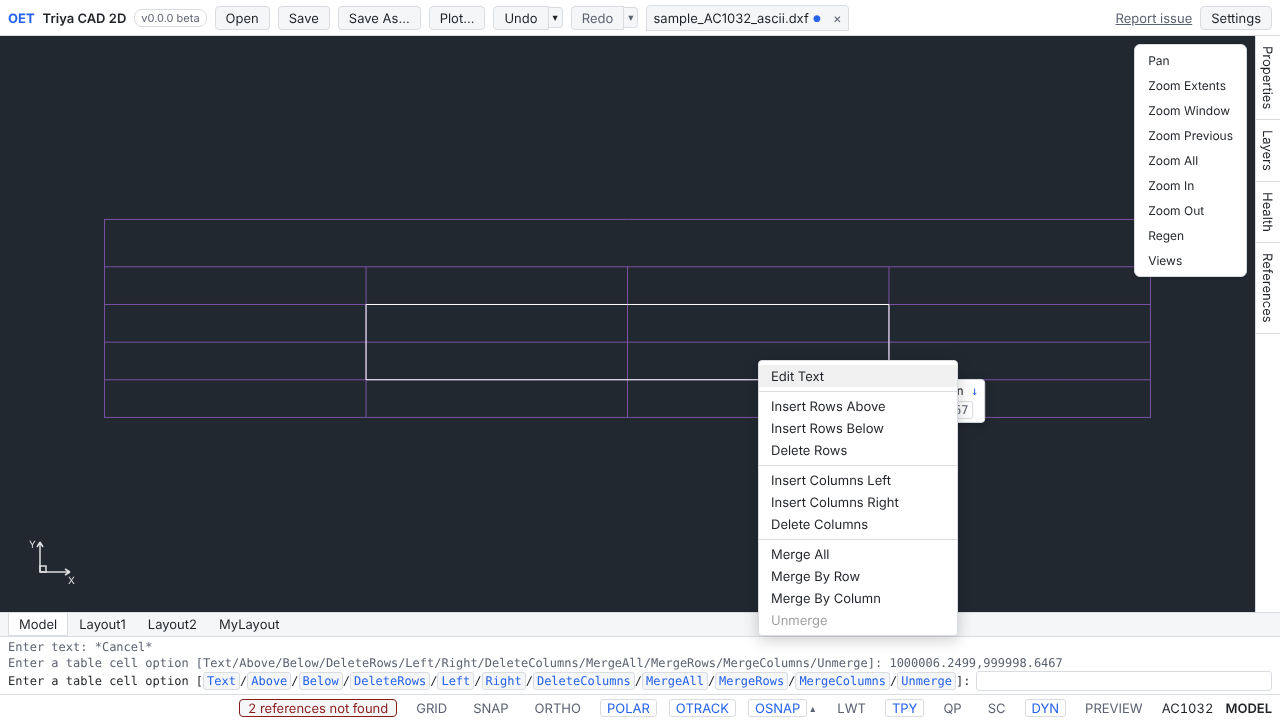 OET Triya CAD 2D v0.0.0 beta Open Save Save As... Plot... Undo ▾ Redo ▾ sample_AC1032_ascii.dxf ● × Report issue Settings
Pan
Zoom Extents
Zoom Window
Zoom Previous
Zoom All
Zoom In
Zoom Out
Regen
Views
Properties
Layers
Health
References
Edit Text
Insert Rows Above
Insert Rows Below
Delete Rows
Insert Columns Left
Insert Columns Right
Delete Columns
Merge All
Merge By Row
Merge By Column
Unmerge
n ↓
57
Y
X
Model Layout1 Layout2 MyLayout
Enter text: *Cancel*
Enter a table cell option [Text/Above/Below/DeleteRows/Left/Right/DeleteColumns/MergeAll/MergeRows/MergeColumns/Unmerge]: 1000006.2499,999998.6467
Enter a table cell option [Text/Above/Below/DeleteRows/Left/Right/DeleteColumns/MergeAll/MergeRows/MergeColumns/Unmerge]:
2 references not found GRID SNAP ORTHO POLAR OTRACK OSNAP ▴ LWT TPY QP SC DYN PREVIEW AC1032 MODEL